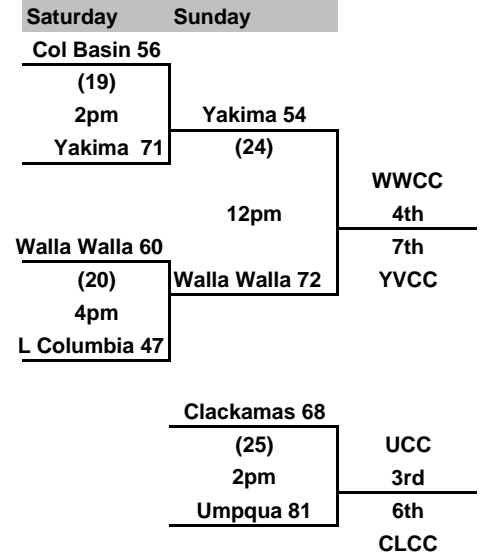 Saturday Sunday
Col Basin 56
(19)
2pm Yakima 54
Yakima 71 (24)
WWCC
12pm 4th
Walla Walla 60 7th
(20) Walla Walla 72 YVCC
4pm
L Columbia 47
Clackamas 68
(25) UCC
2pm 3rd
Umpqua 81 6th
CLCC